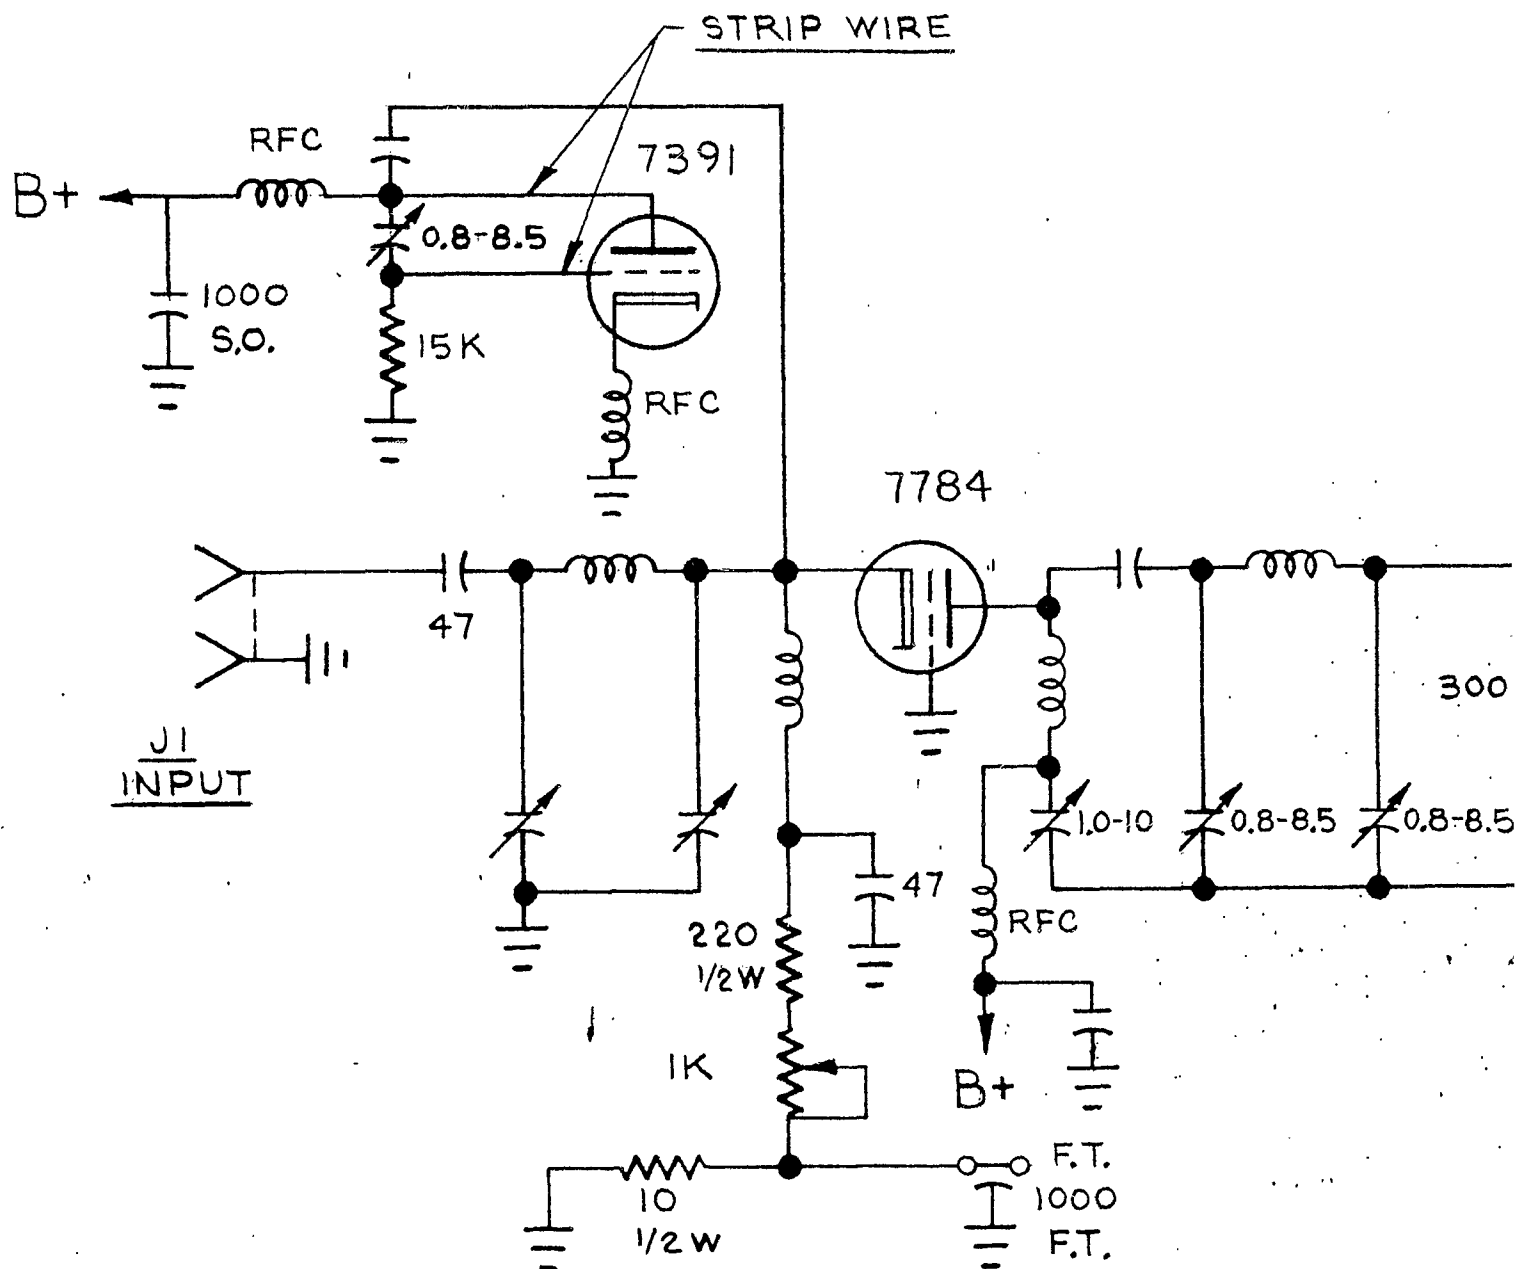 STRIP WIRE
RFC
7391
B+
0.8-8.5
1000
S.O.
15K
RFC
7784
47
300
J1
INPUT
1.0-10
0.8-8.5
0.8-8.5
47
220
1/2W
RFC
1K
B+
F.T.
10
1000
1/2W
F.T.